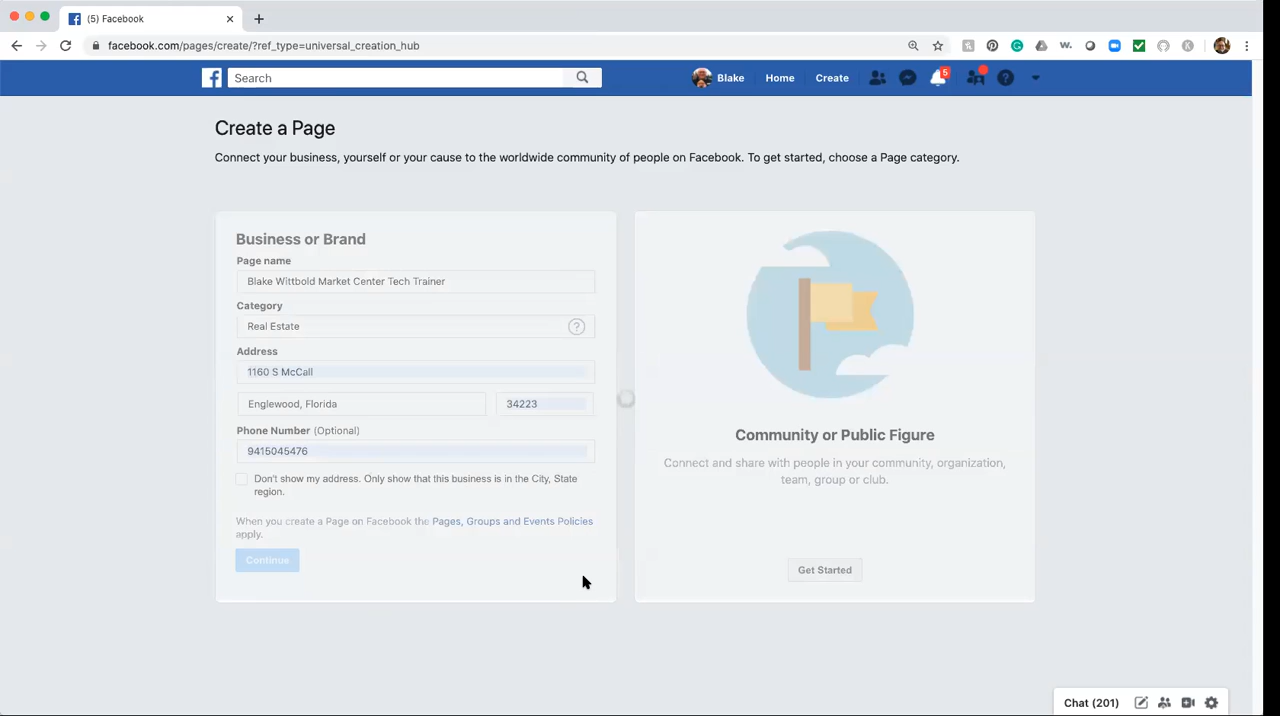 (5) Facebook
facebook.com/pages/create/?ref_type=universal_creation_hub
Search
Blake Home Create
5
Create a Page
Connect your business, yourself or your cause to the worldwide community of people on Facebook. To get started, choose a Page category.
Business or Brand
Page name
Blake Wittbold Market Center Tech Trainer
Category
Real Estate
?
Address
1160 S McCall
Englewood, Florida 34223
Phone Number (Optional)
9415045476
Don't show my address. Only show that this business is in the City, State
region.
When you create a Page on Facebook the Pages, Groups and Events Policies
apply.
Continue
Community or Public Figure
Connect and share with people in your community, organization,
team, group or club.
Get Started
Chat (201)